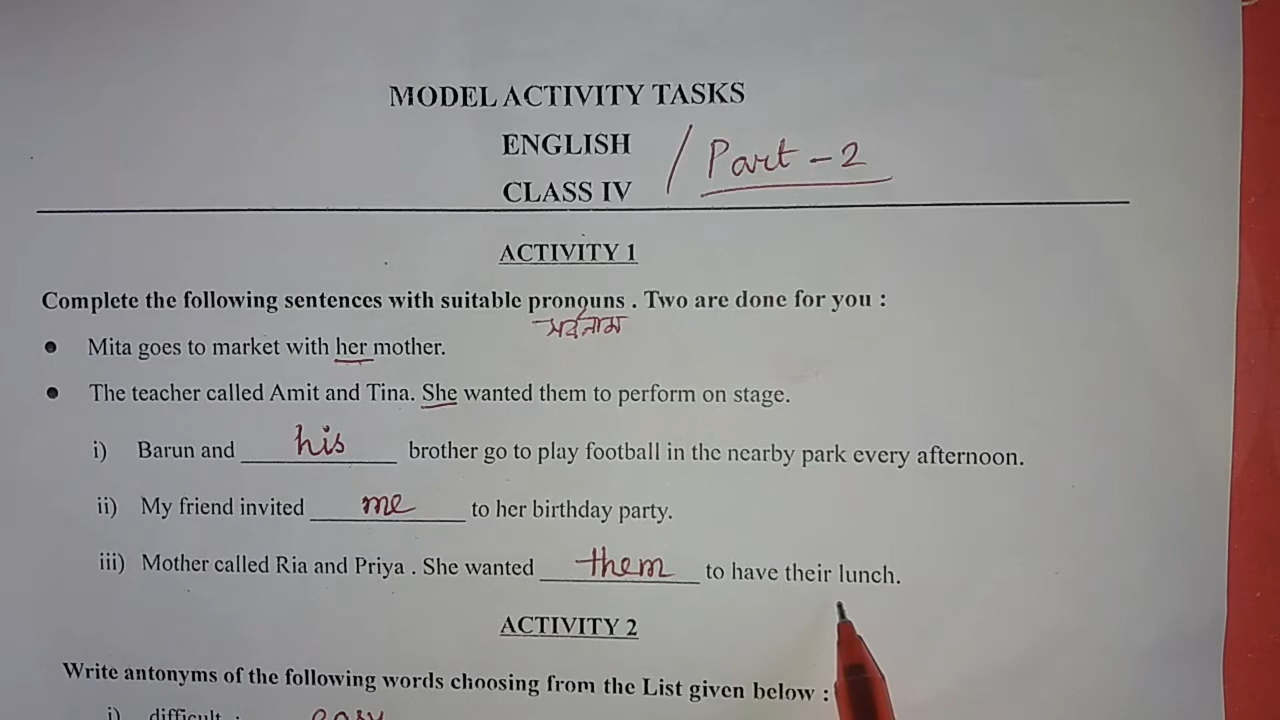 MODEL ACTIVITY TASKS
ENGLISH
/ Part - 2
CLASS IV
ACTIVITY 1
Complete the following sentences with suitable pronouns . Two are done for you :
সর্বনাম
• Mita goes to market with her mother.
• The teacher called Amit and Tina. She wanted them to perform on stage.
i) Barun and his brother go to play football in the nearby park every afternoon.
ii) My friend invited me to her birthday party.
iii) Mother called Ria and Priya . She wanted them to have their lunch.
ACTIVITY 2
Write antonyms of the following words choosing from the List given below :
i) difficult : easy